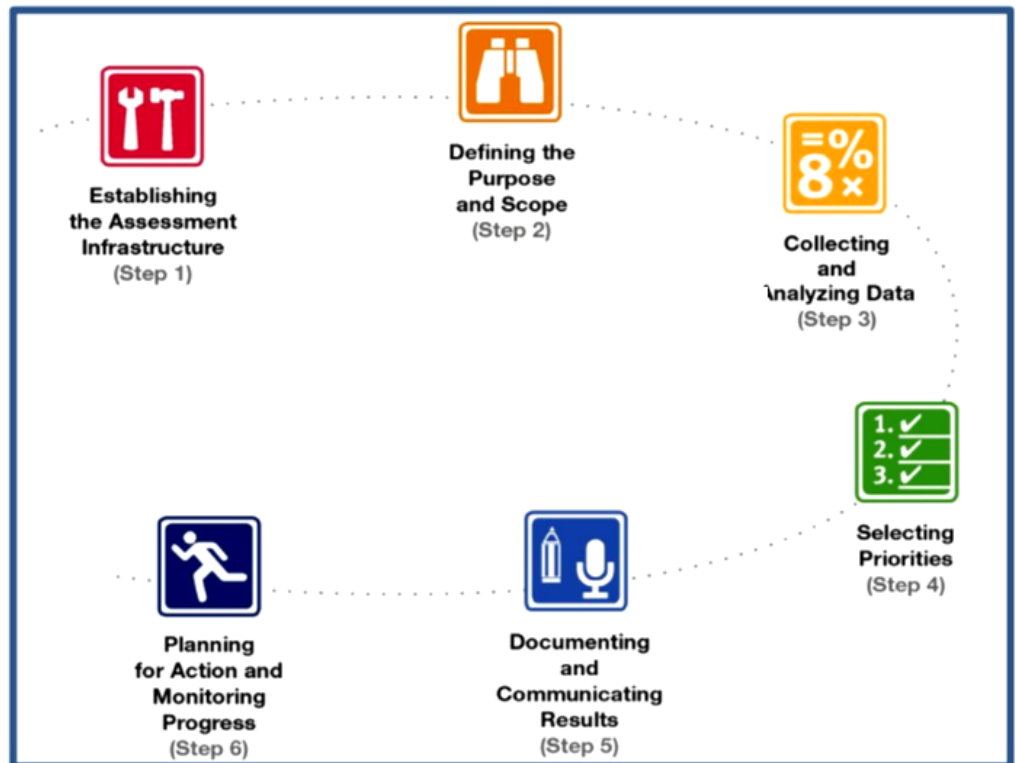 Establishing
the Assessment
Infrastructure
(Step 1)
Defining the
Purpose
and Scope
(Step 2)
=%
8×
Collecting
and
Analyzing Data
(Step 3)
1. ✓
2. ✓
3. ✓
Selecting
Priorities
(Step 4)
Documenting
and
Communicating
Results
(Step 5)
Planning
for Action and
Monitoring
Progress
(Step 6)